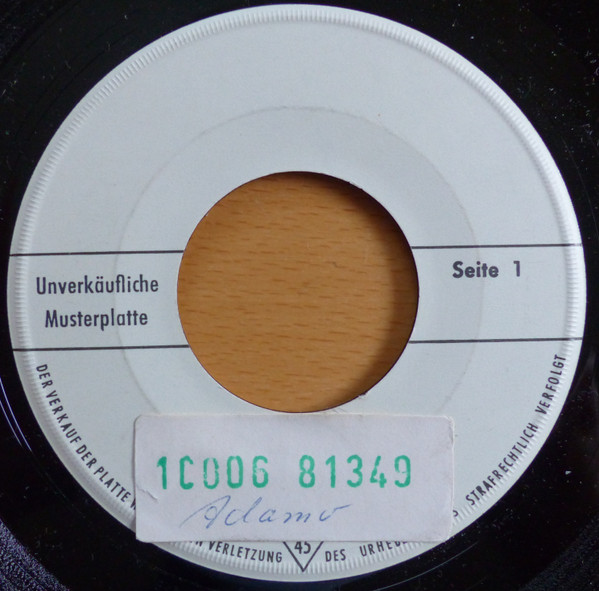 Unverkäufliche
Musterplatte
Seite 1
1C006 81349
Adamo
DER VERKAUF DER PLATTE
VERLETZUNG 45 DES
STRAFRECHTLICH VERFOLGT